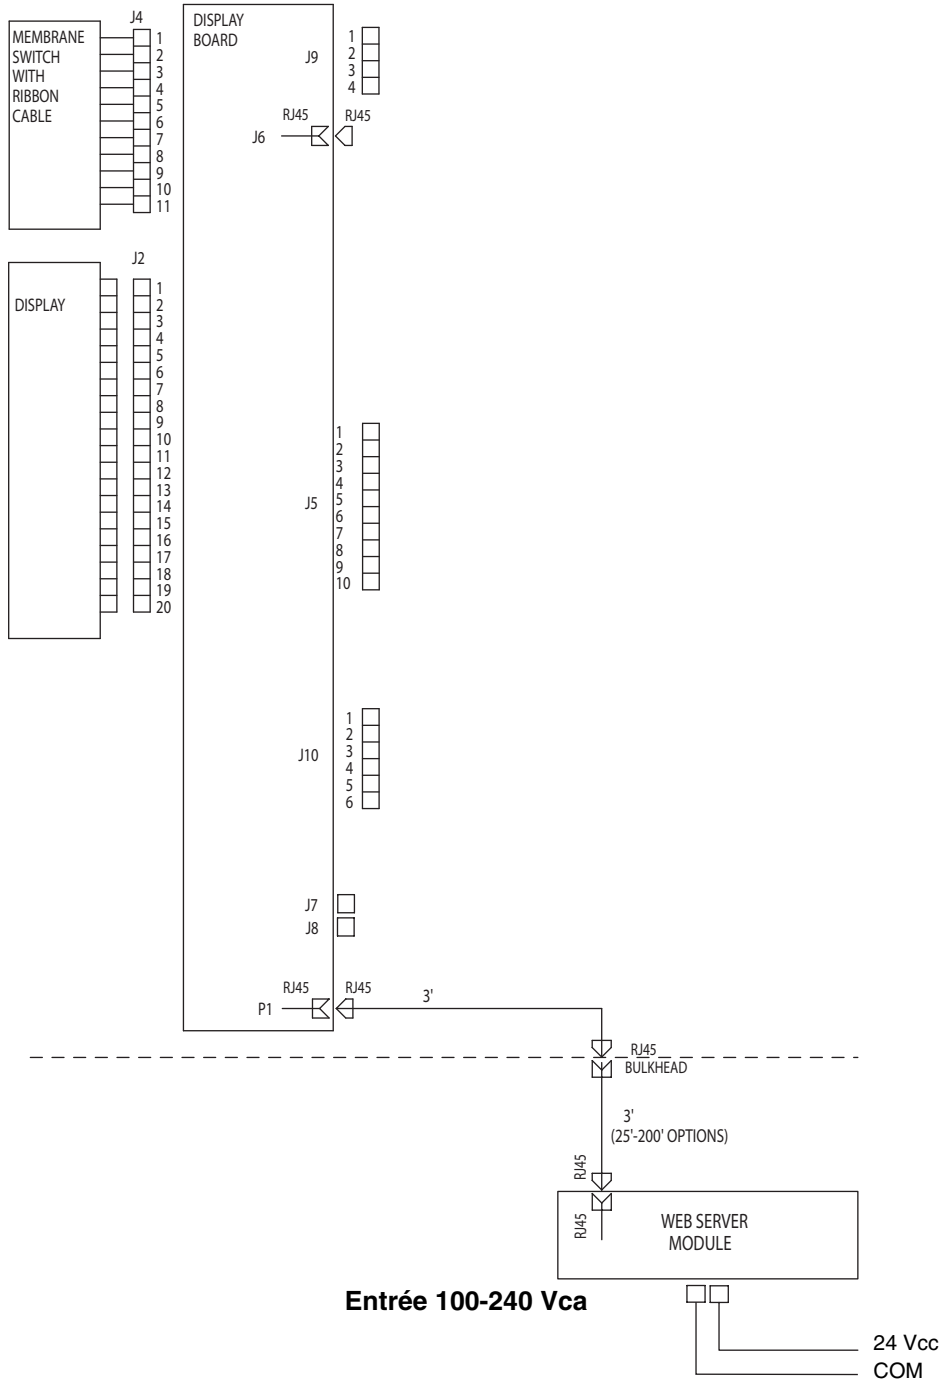 J4
MEMBRANE
SWITCH
WITH
RIBBON
CABLE
1
2
3
4
5
6
7
8
9
10
11
DISPLAY
BOARD
J9
1
2
3
4
RJ45
RJ45
J6
J2
DISPLAY
1
2
3
4
5
6
7
8
9
10
11
12
13
14
15
16
17
18
19
20
J5
1
2
3
4
5
6
7
8
9
10
J10
1
2
3
4
5
6
J7
J8
RJ45
RJ45
P1
3'
RJ45
BULKHEAD
3'
(25'-200' OPTIONS)
RJ45
RJ45
WEB SERVER
MODULE
Entrée 100-240 Vca
24 Vcc
COM